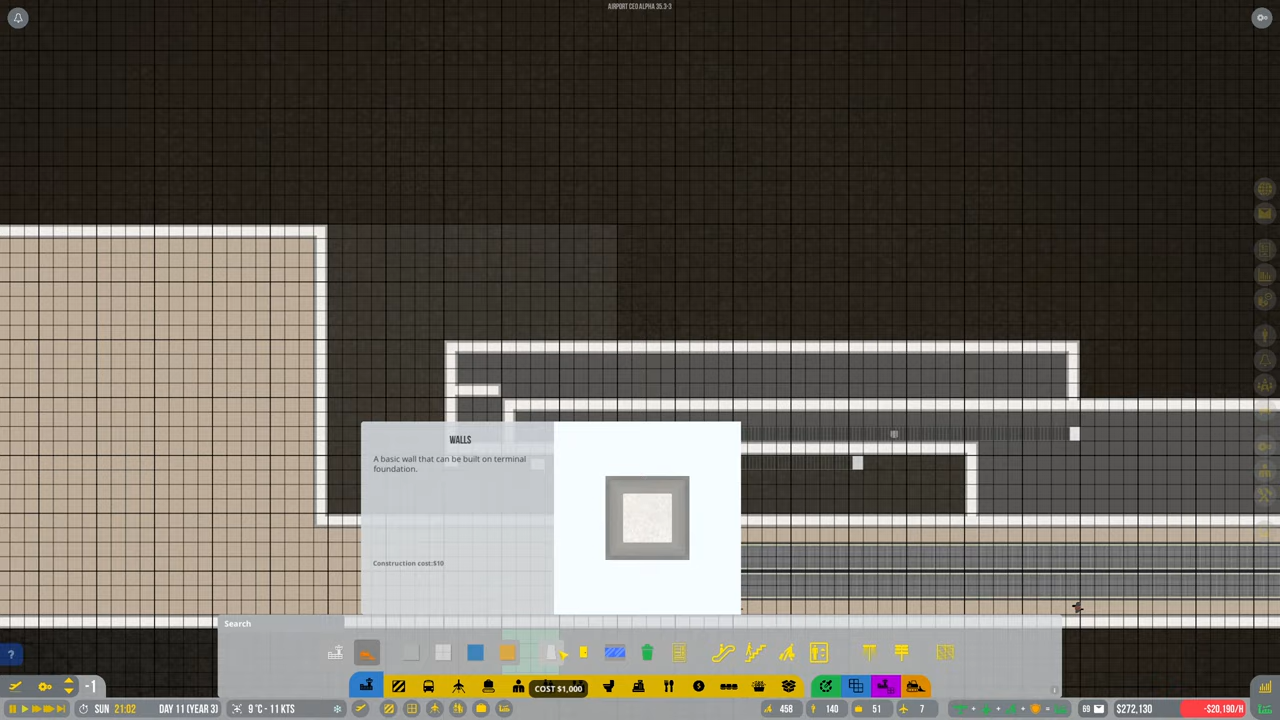 AIRPORT CEO ALPHA 35.3-3
WALLS
A basic wall that can be built on terminal
foundation.
Construction cost:$10
Search
COST $1,000
?
-1
SUN 21:02
DAY 11 (YEAR 3)
9 °C - 11 KTS
458
140
51
7
69
$272,130
-$20,190/H